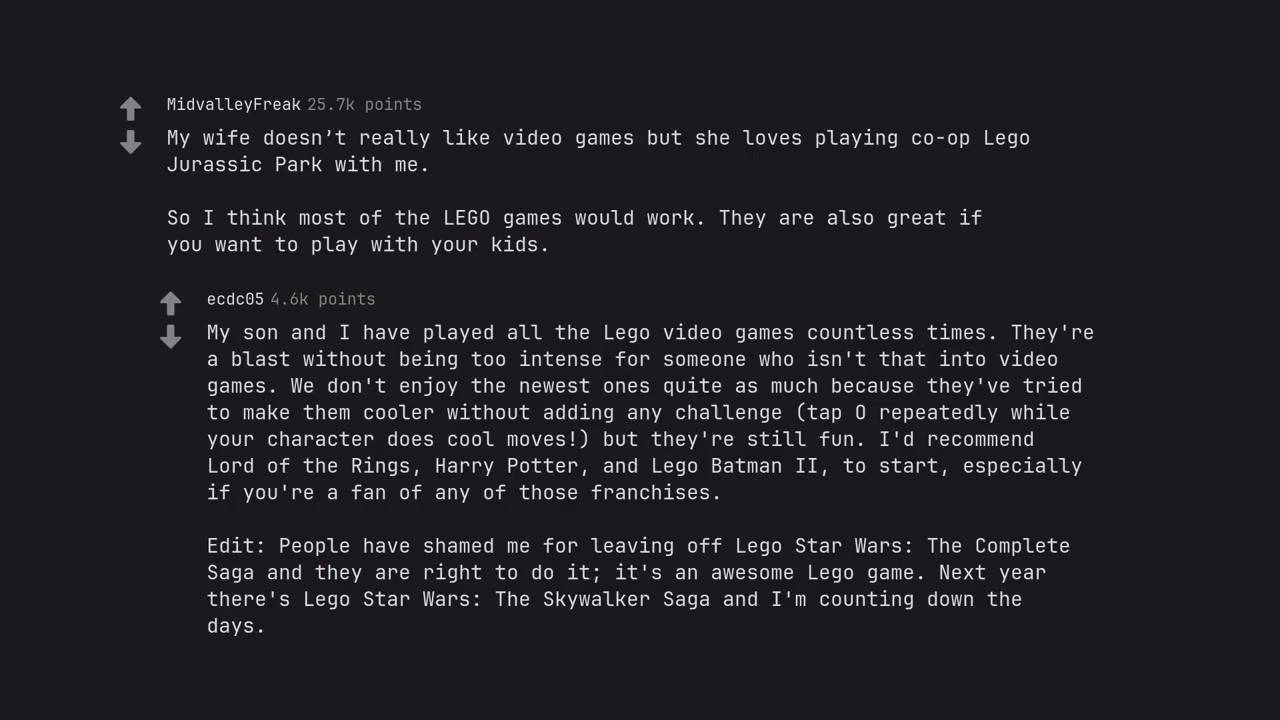 MidvalleyFreak 25.7k points
My wife doesn’t really like video games but she loves playing co-op Lego
Jurassic Park with me.
So I think most of the LEGO games would work. They are also great if
you want to play with your kids.
ecdc05 4.6k points
My son and I have played all the Lego video games countless times. They're
a blast without being too intense for someone who isn't that into video
games. We don't enjoy the newest ones quite as much because they've tried
to make them cooler without adding any challenge (tap O repeatedly while
your character does cool moves!) but they're still fun. I'd recommend
Lord of the Rings, Harry Potter, and Lego Batman II, to start, especially
if you're a fan of any of those franchises.
Edit: People have shamed me for leaving off Lego Star Wars: The Complete
Saga and they are right to do it; it's an awesome Lego game. Next year
there's Lego Star Wars: The Skywalker Saga and I'm counting down the
days.